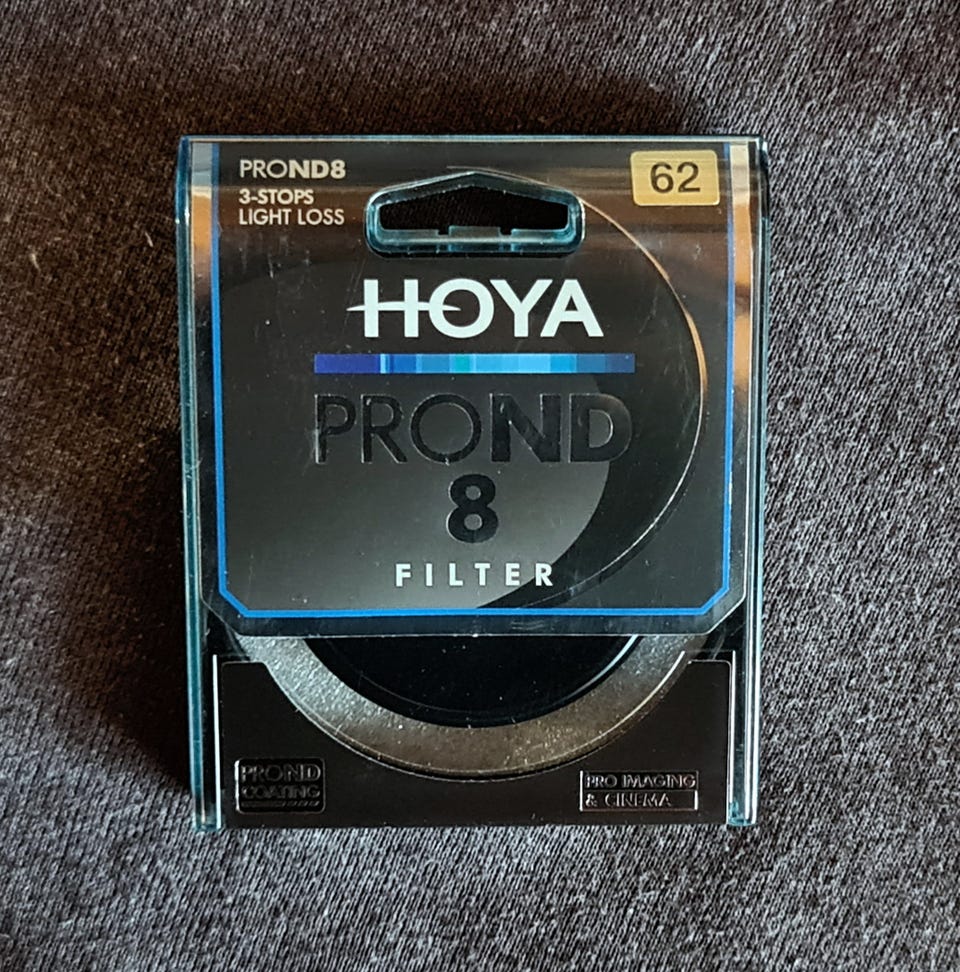 PROND8
3-STOPS
LIGHT LOSS
62
HOYA
PROND
8
FILTER
PROND
COATING
PRO IMAGING
& CINEMA